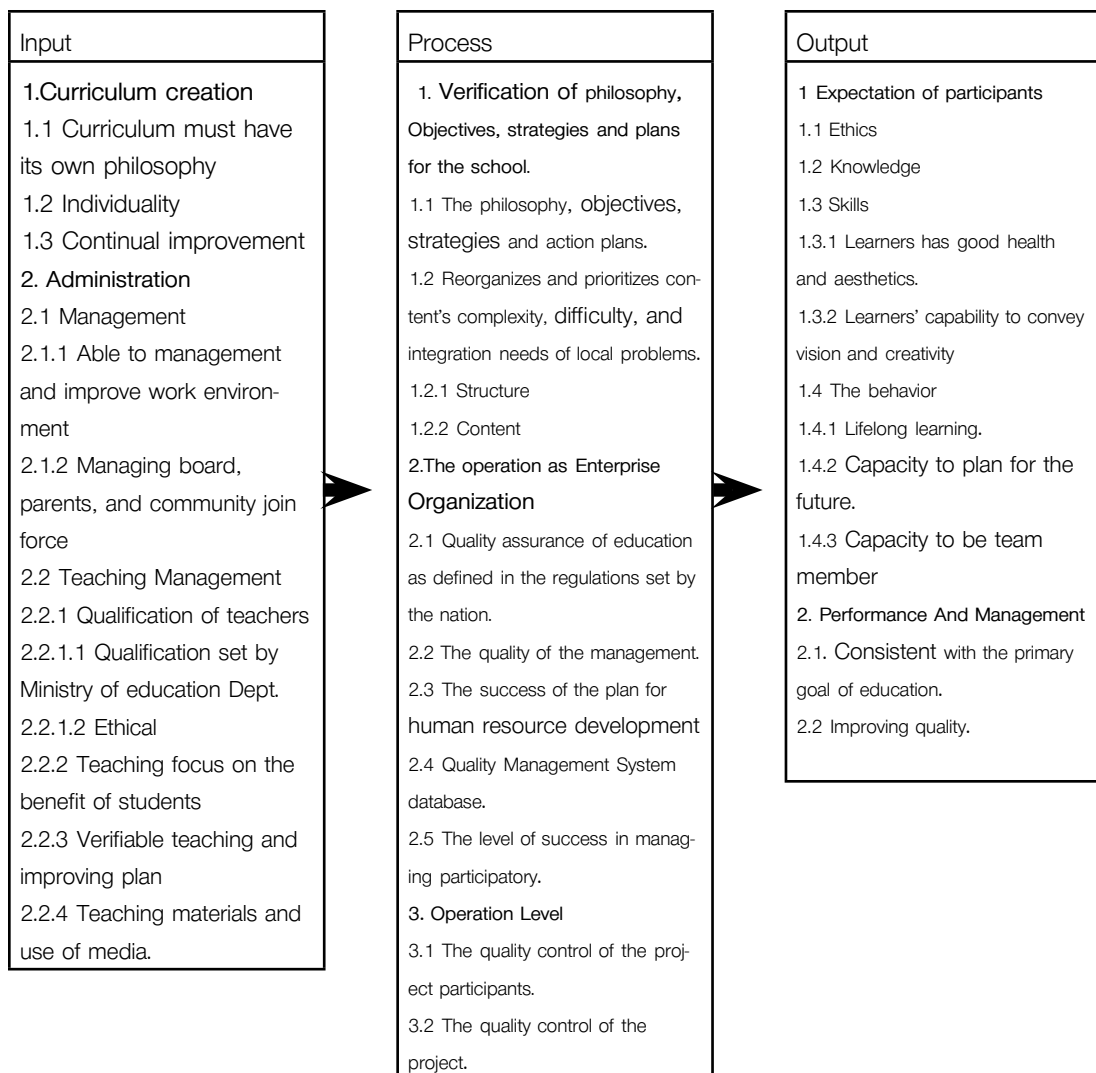 Input
1.Curriculum creation
1.1 Curriculum must have
its own philosophy
1.2 Individuality
1.3 Continual improvement
2. Administration
2.1 Management
2.1.1 Able to management
and improve work environ-
ment
2.1.2 Managing board,
parents, and community join
force
2.2 Teaching Management
2.2.1 Qualification of teachers
2.2.1.1 Qualification set by
Ministry of education Dept.
2.2.1.2 Ethical
2.2.2 Teaching focus on the
benefit of students
2.2.3 Verifiable teaching and
improving plan
2.2.4 Teaching materials and
use of media.
Process
1. Verification of philosophy,
Objectives, strategies and plans
for the school.
1.1 The philosophy, objectives,
strategies and action plans.
1.2 Reorganizes and prioritizes con-
tent's complexity, difficulty, and
integration needs of local problems.
1.2.1 Structure
1.2.2 Content
2.The operation as Enterprise
Organization
2.1 Quality assurance of education
as defined in the regulations set by
the nation.
2.2 The quality of the management.
2.3 The success of the plan for
human resource development
2.4 Quality Management System
database.
2.5 The level of success in manag-
ing participatory.
3. Operation Level
3.1 The quality control of the proj-
ect participants.
3.2 The quality control of the
project.
Output
1 Expectation of participants
1.1 Ethics
1.2 Knowledge
1.3 Skills
1.3.1 Learners has good health
and aesthetics.
1.3.2 Learners' capability to convey
vision and creativity
1.4 The behavior
1.4.1 Lifelong learning.
1.4.2 Capacity to plan for the
future.
1.4.3 Capacity to be team
member
2. Performance And Management
2.1. Consistent with the primary
goal of education.
2.2 Improving quality.